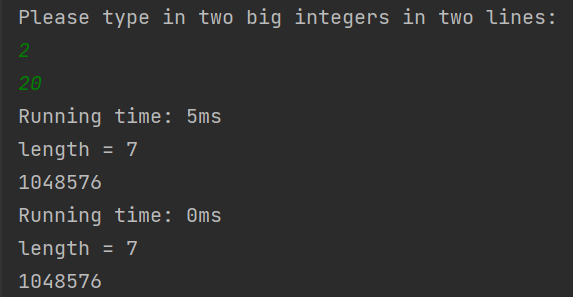 Please type in two big integers in two lines:
2
20
Running time: 5ms
length = 7
1048576
Running time: 0ms
length = 7
1048576